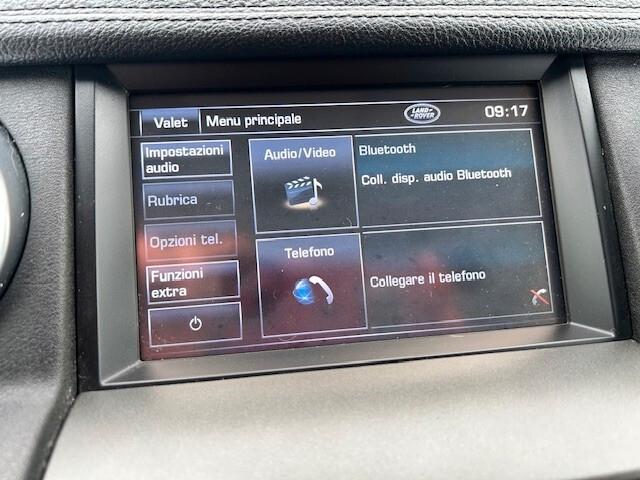 Valet
Menu principale
LAND-
ROVER
09:17
Impostazioni
audio
Audio/Video
Bluetooth
Coll. disp. audio Bluetooth
Rubrica
Opzioni tel.
Funzioni
extra
Telefono
Collegare il telefono